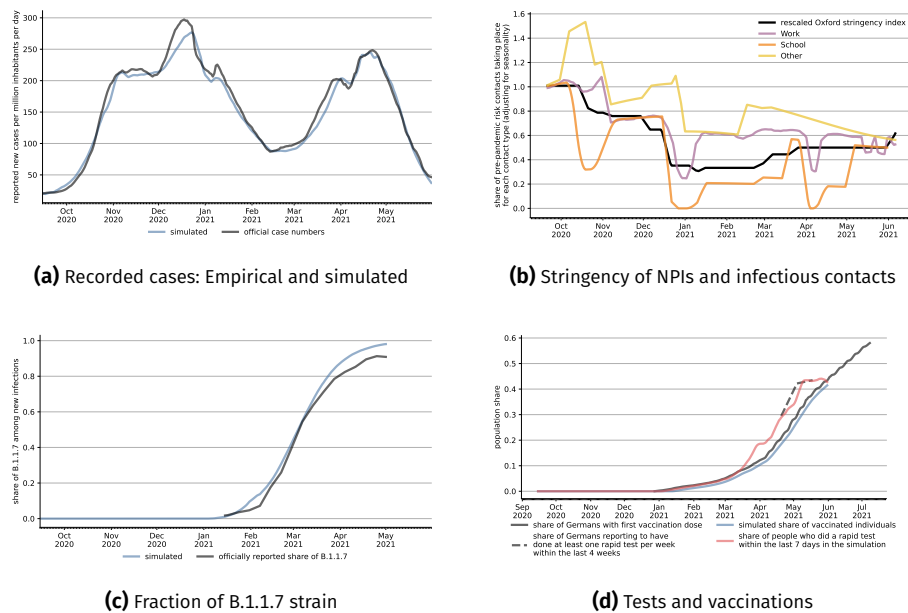 reported new cases per million inhabitants per day
300
250
200
150
100
50
Oct
2020
Nov
2020
Dec
2020
Jan
2021
Feb
2021
Mar
2021
Apr
2021
May
2021
simulated
official case numbers
(a) Recorded cases: Empirical and simulated
share of pre-pandemic risk contacts taking place
for each contact type (adjusting for seasonality)
1.6
1.4
1.2
1.0
0.8
0.6
0.4
0.2
0.0
rescaled Oxford stringency index
Work
School
Other
Oct
2020
Nov
2020
Dec
2020
Jan
2021
Feb
2021
Mar
2021
Apr
2021
May
2021
Jun
2021
(b) Stringency of NPIs and infectious contacts
share of B.1.1.7 among new infections
1.0
0.8
0.6
0.4
0.2
0.0
Oct
2020
Nov
2020
Dec
2020
Jan
2021
Feb
2021
Mar
2021
Apr
2021
May
2021
simulated
officially reported share of B.1.1.7
(c) Fraction of B.1.1.7 strain
population share
0.6
0.5
0.4
0.3
0.2
0.1
0.0
Sep
2020
Oct
2020
Nov
2020
Dec
2020
Jan
2021
Feb
2021
Mar
2021
Apr
2021
May
2021
Jun
2021
Jul
2021
share of Germans with first vaccination dose
share of Germans reporting to have
done at least one rapid test per week
within the last 4 weeks
simulated share of vaccinated individuals
share of people who did a rapid test
within the last 7 days in the simulation
(d) Tests and vaccinations